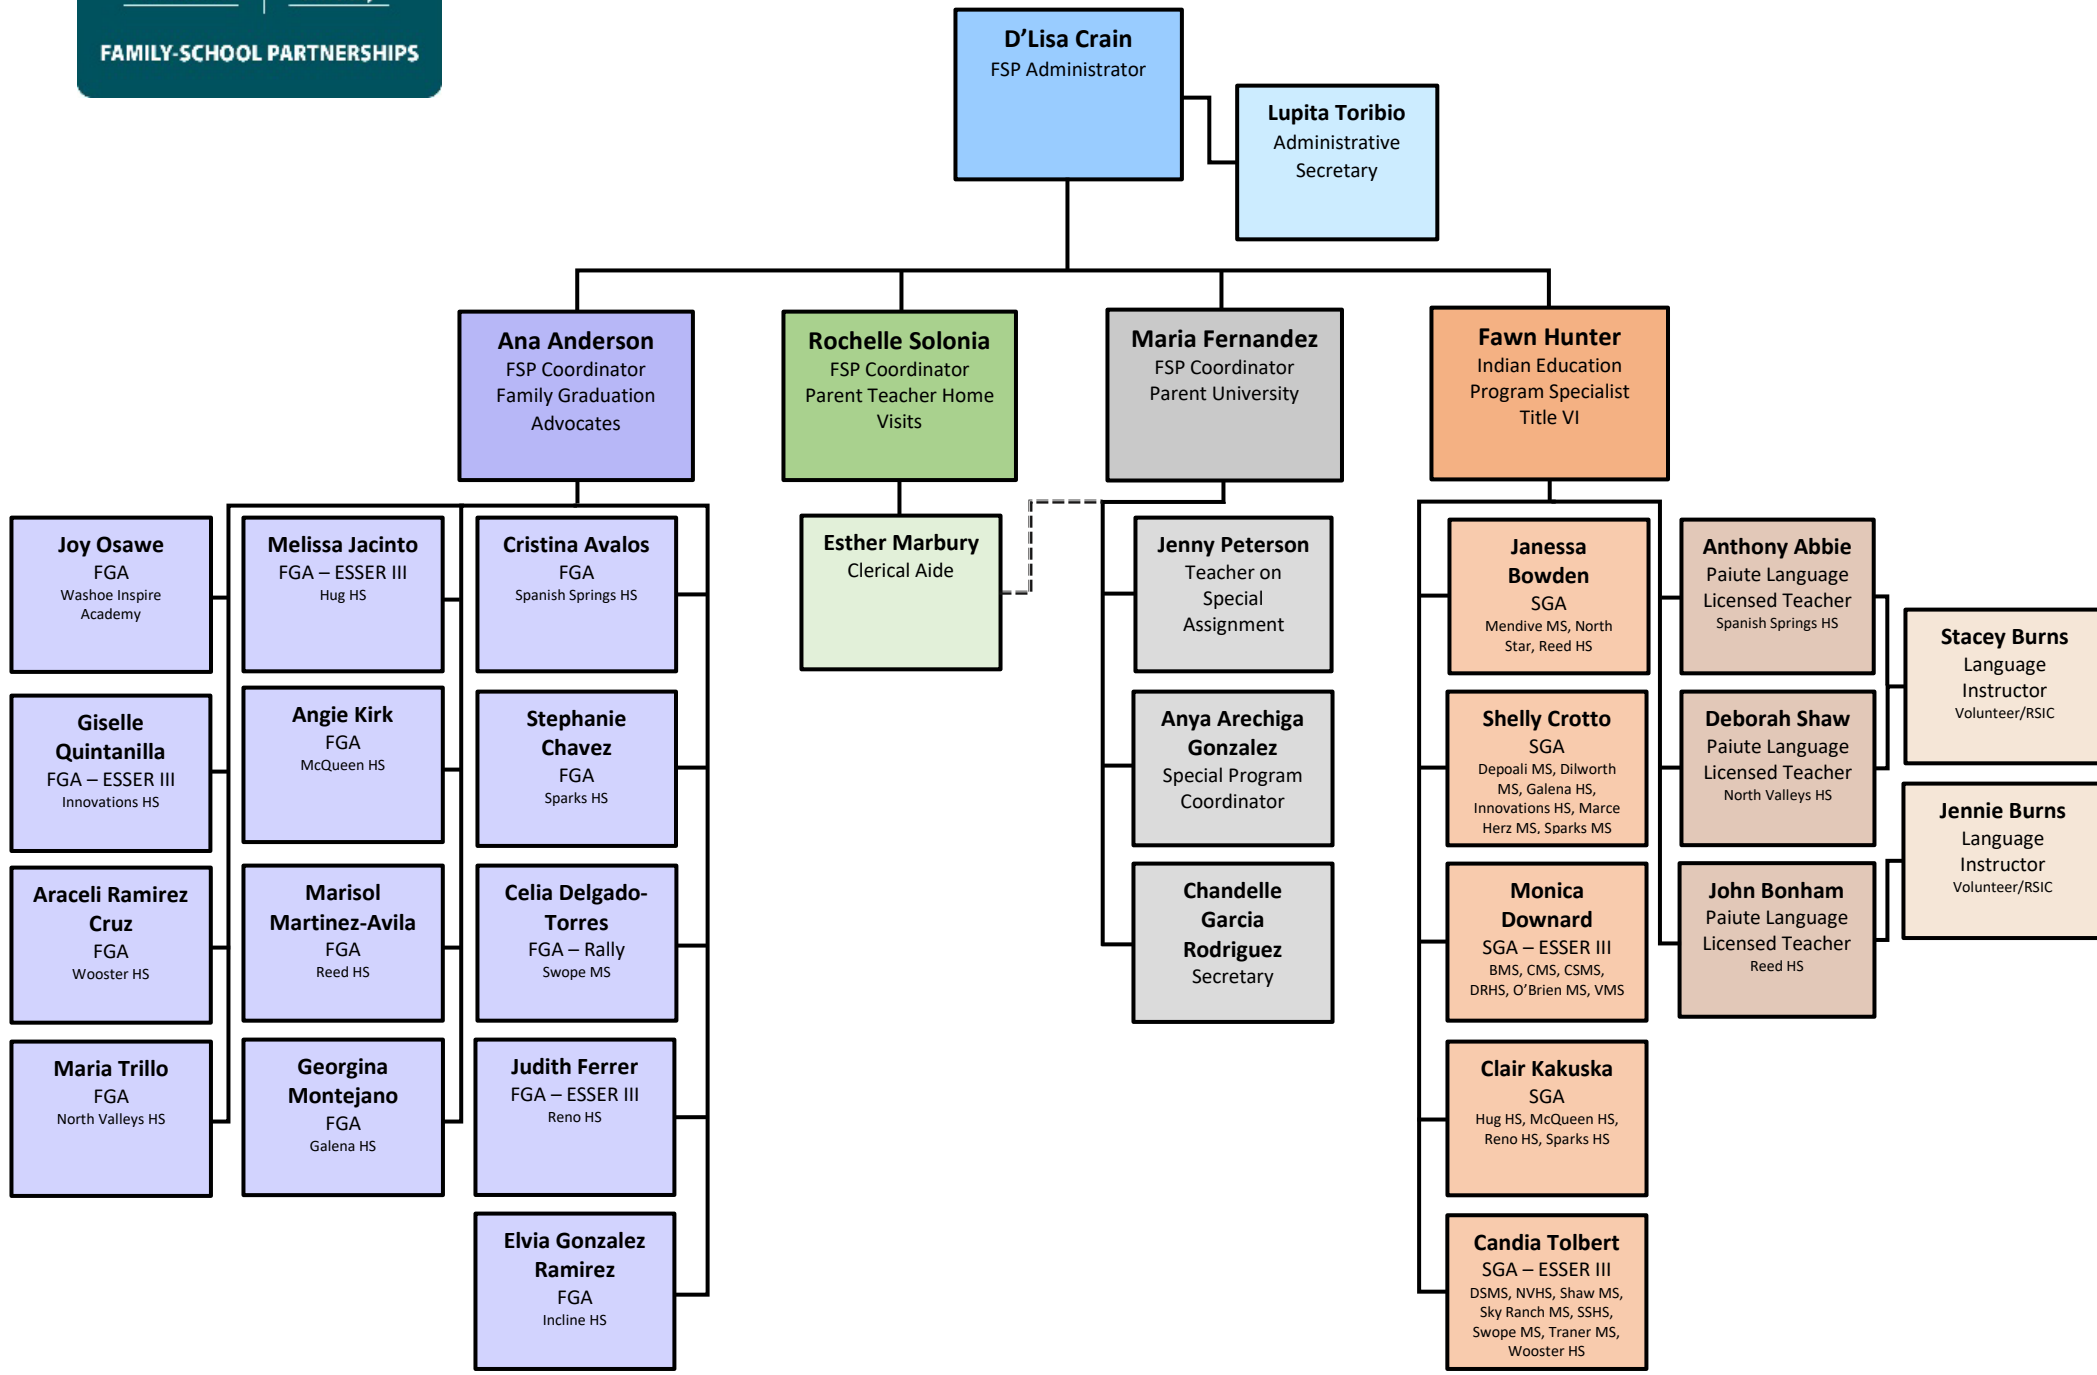 FAMILY-SCHOOL PARTNERSHIPS
D’Lisa Crain
FSP Administrator
Lupita Toribio
Administrative
Secretary
Ana Anderson
FSP Coordinator
Family Graduation
Advocates
Rochelle Solonia
FSP Coordinator
Parent Teacher Home
Visits
Maria Fernandez
FSP Coordinator
Parent University
Fawn Hunter
Indian Education
Program Specialist
Title VI
Joy Osawe
FGA
Washoe Inspire
Academy
Giselle
Quintanilla
FGA – ESSER III
Innovations HS
Araceli Ramirez
Cruz
FGA
Wooster HS
Maria Trillo
FGA
North Valleys HS
Melissa Jacinto
FGA – ESSER III
Hug HS
Angie Kirk
FGA
McQueen HS
Marisol
Martinez-Avila
FGA
Reed HS
Georgina
Montejano
FGA
Galena HS
Cristina Avalos
FGA
Spanish Springs HS
Stephanie
Chavez
FGA
Sparks HS
Celia Delgado-
Torres
FGA – Rally
Swope MS
Judith Ferrer
FGA – ESSER III
Reno HS
Elvia Gonzalez
Ramirez
FGA
Incline HS
Esther Marbury
Clerical Aide
Jenny Peterson
Teacher on
Special
Assignment
Anya Arechiga
Gonzalez
Special Program
Coordinator
Chandelle
Garcia
Rodriguez
Secretary
Janessa
Bowden
SGA
Mendive MS, North
Star, Reed HS
Shelly Crotto
SGA
Depoali MS, Dilworth
MS, Galena HS,
Innovations HS, Marce
Herz MS, Sparks MS
Monica
Downard
SGA – ESSER III
BMS, CMS, CSMS,
DRHS, O’Brien MS, VMS
Clair Kakuska
SGA
Hug HS, McQueen HS,
Reno HS, Sparks HS
Candia Tolbert
SGA – ESSER III
DSMS, NVHS, Shaw MS,
Sky Ranch MS, SSHS,
Swope MS, Traner MS,
Wooster HS
Anthony Abbie
Paiute Language
Licensed Teacher
Spanish Springs HS
Deborah Shaw
Paiute Language
Licensed Teacher
North Valleys HS
John Bonham
Paiute Language
Licensed Teacher
Reed HS
Stacey Burns
Language
Instructor
Volunteer/RSIC
Jennie Burns
Language
Instructor
Volunteer/RSIC